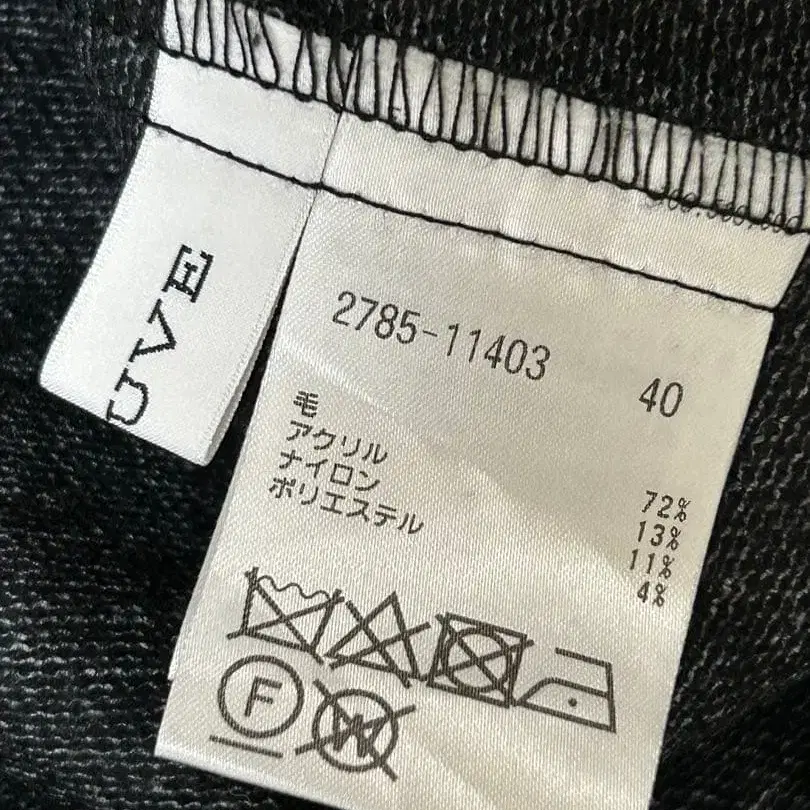 UVE
2785-11403 40
毛 72%
アクリル 13%
ナイロン 11%
ポリエステル 4%
F
W